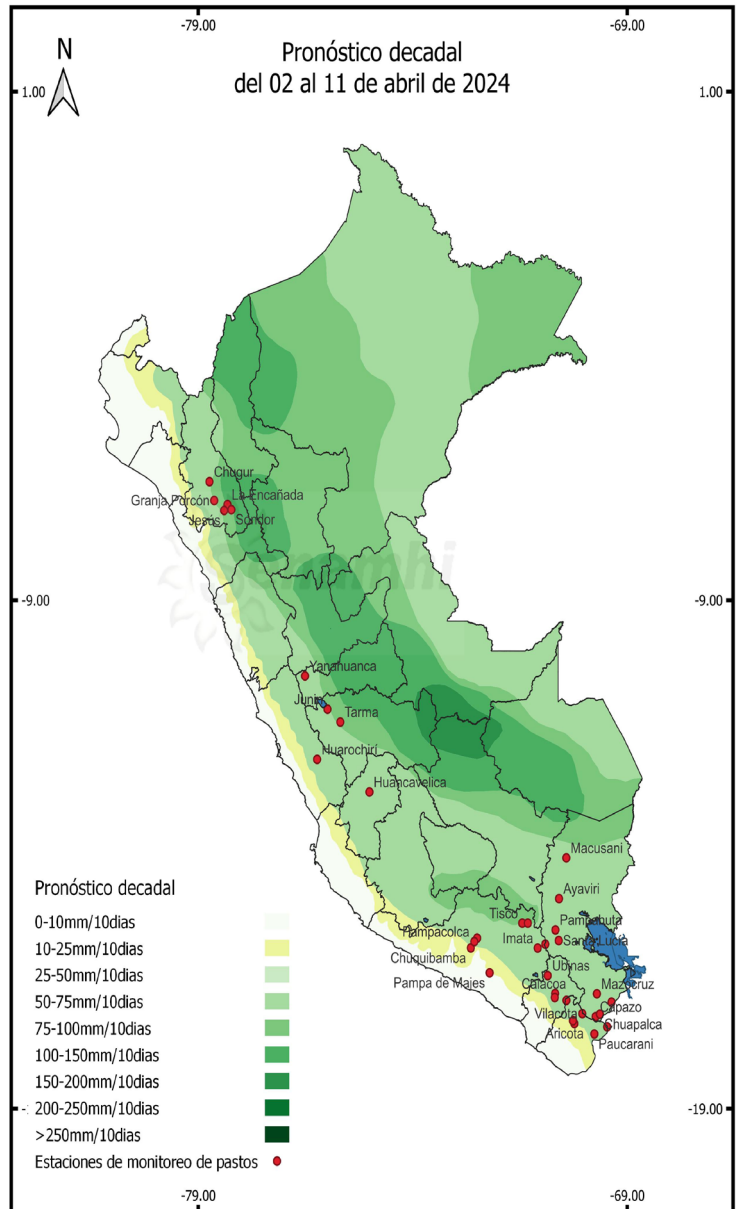 -79.00
-69.00
N
Pronóstico decadal
del 02 al 11 de abril de 2024
1.00
1.00
Chugur
Granja Porcón
La Encañada
Jesús
Sondor
Senamhi
-9.00
-9.00
Yanahuanca
Junín
Tarma
Huarochirí
Huancavelica
Macusani
Ayaviri
Tisco
Pampahuta
Pampacolca
Imata
Santa Lucía
Chuquibamba
Ubinas
Pampa de Majes
Calacoa
Mazocruz
Vilacota
Capazo
Chuapalca
Aricota
Paucarani
Pronóstico decadal
0-10mm/10dias
10-25mm/10dias
25-50mm/10dias
50-75mm/10dias
75-100mm/10dias
100-150mm/10dias
150-200mm/10dias
200-250mm/10dias
>250mm/10dias
Estaciones de monitoreo de pastos
-19.00
-79.00
-69.00